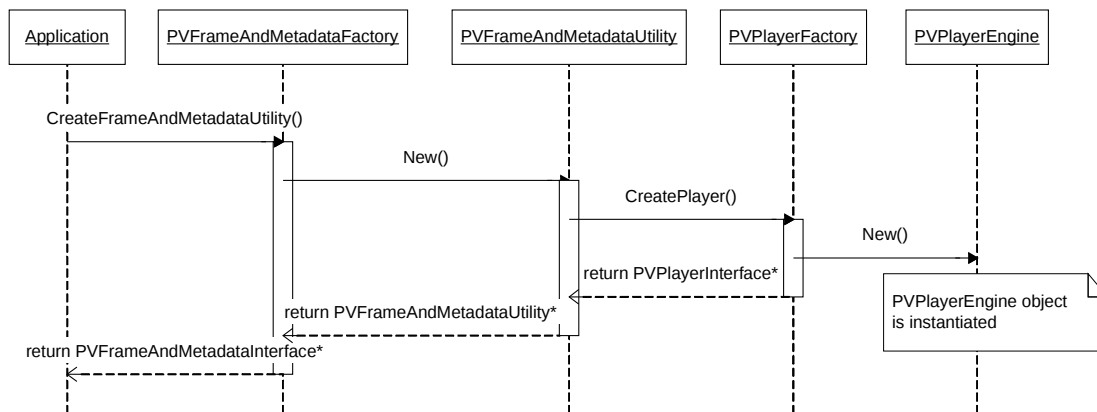 Application
PVFrameAndMetadataFactory
PVFrameAndMetadataUtility
PVPlayerFactory
PVPlayerEngine
CreateFrameAndMetadataUtility()
New()
CreatePlayer()
New()
return PVPlayerInterface*
PVPlayerEngine object
is instantiated
return PVFrameAndMetadataUtility*
return PVFrameAndMetadataInterface*